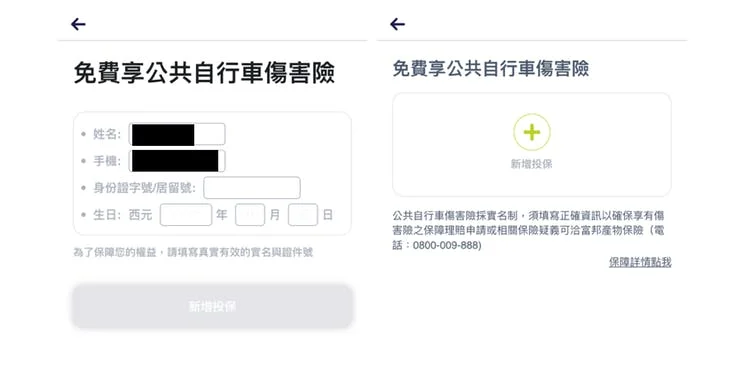 免費享公共自行車傷害險
姓名:
手機:
身份證字號/居留號:
生日: 西元 年 月 日
為了保障您的權益，請填寫真實有效的實名與證件號
新增投保
免費享公共自行車傷害險
新增投保
公共自行車傷害險採實名制，須填寫正確資訊以確保享有傷
害險之保障理賠申請或相關保險疑義可洽富邦產物保險（電
話：0800-009-888)
保障詳情點我